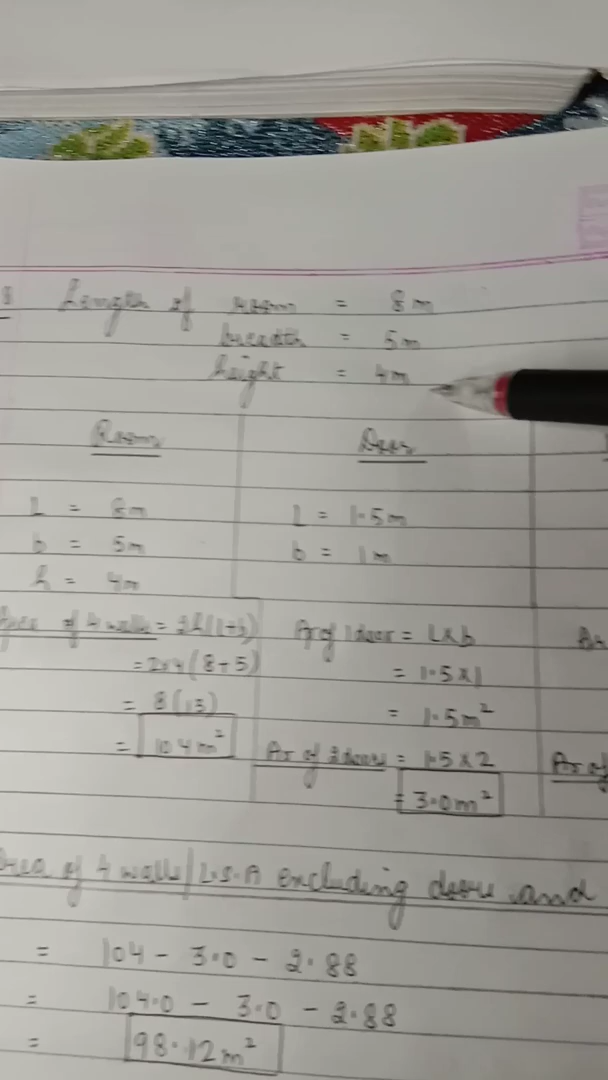 Length of room = 8m
breadth = 5m
height = 4m
Room
l = 8m
b = 5m
h = 4m
Area of 4 walls = 2h(l+b)
= 2×4(8+5)
= 8(13)
= 104m²
Door
l = 1.5m
b = 1m
Ar of 1 door = L×b
= 1.5×1
= 1.5m²
Ar of 2 doors = 1.5×2
= 3.0m²
Ar of
Area of 4 walls/L.S.A excluding doors and
= 104 - 3.0 - 2.88
= 104.0 - 3.0 - 2.88
= 98.12m²